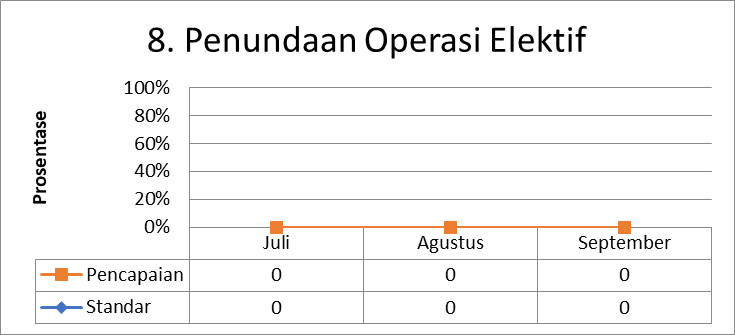 8. Penundaan Operasi Elektif
Prosentase
100%
80%
60%
40%
20%
0%
Juli Agustus September
Pencapaian 0 0 0
Standar 0 0 0